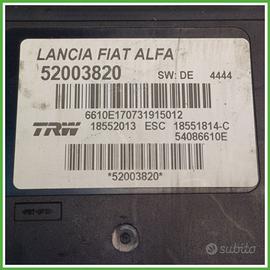 LANCIA FIAT ALFA
52003820 SW: DE 4444
6610E170731915012
TRW 18552013 ESC 18551814-C
54086610E
*52003820*
subito